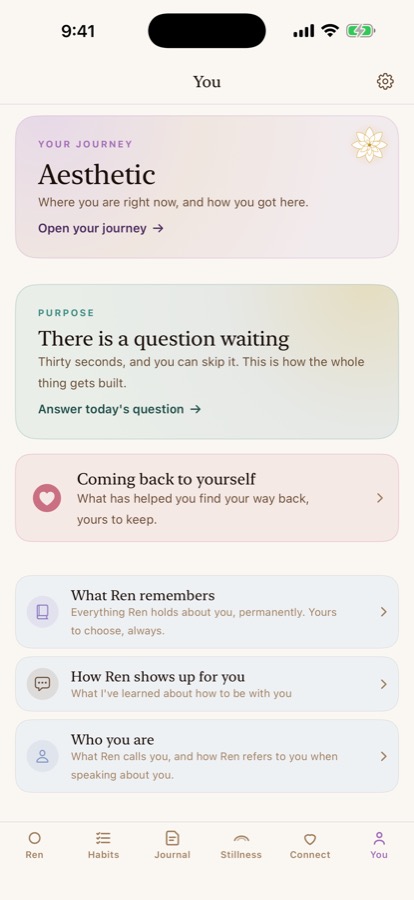 9:41
You
YOUR JOURNEY
Aesthetic
Where you are right now, and how you got here.
Open your journey →
PURPOSE
There is a question waiting
Thirty seconds, and you can skip it. This is how the whole
thing gets built.
Answer today's question →
Coming back to yourself
What has helped you find your way back,
yours to keep.
What Ren remembers
Everything Ren holds about you, permanently. Yours
to choose, always.
How Ren shows up for you
What I've learned about how to be with you
Who you are
What Ren calls you, and how Ren refers to you when
speaking about you.
Ren
Habits
Journal
Stillness
Connect
You